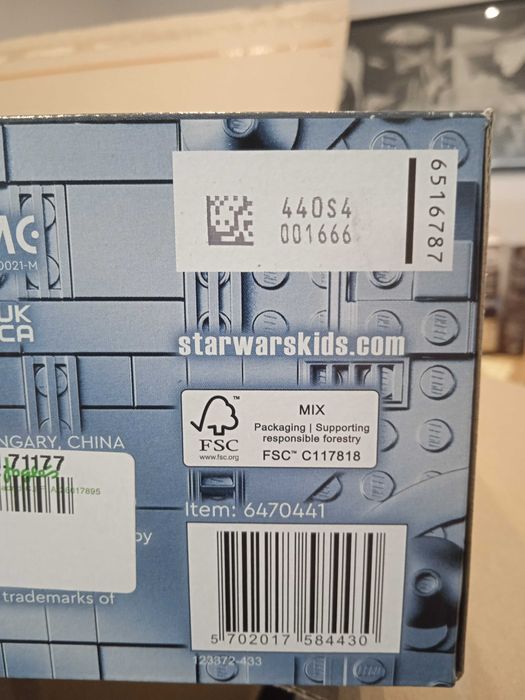 440S4
001666
6516787
0021-M
UK
CA
starwarskids.com
FSC
www.fsc.org
MIX
Packaging | Supporting
responsible forestry
FSC™ C117818
NGARY, CHINA
71177
Item: 6470441
by
trademarks of
5 702017 584430
123372-433